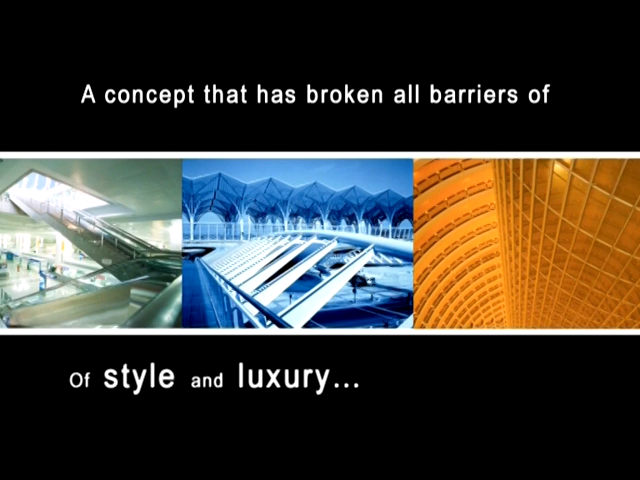 A concept that has broken all barriers of
Of style and luxury...